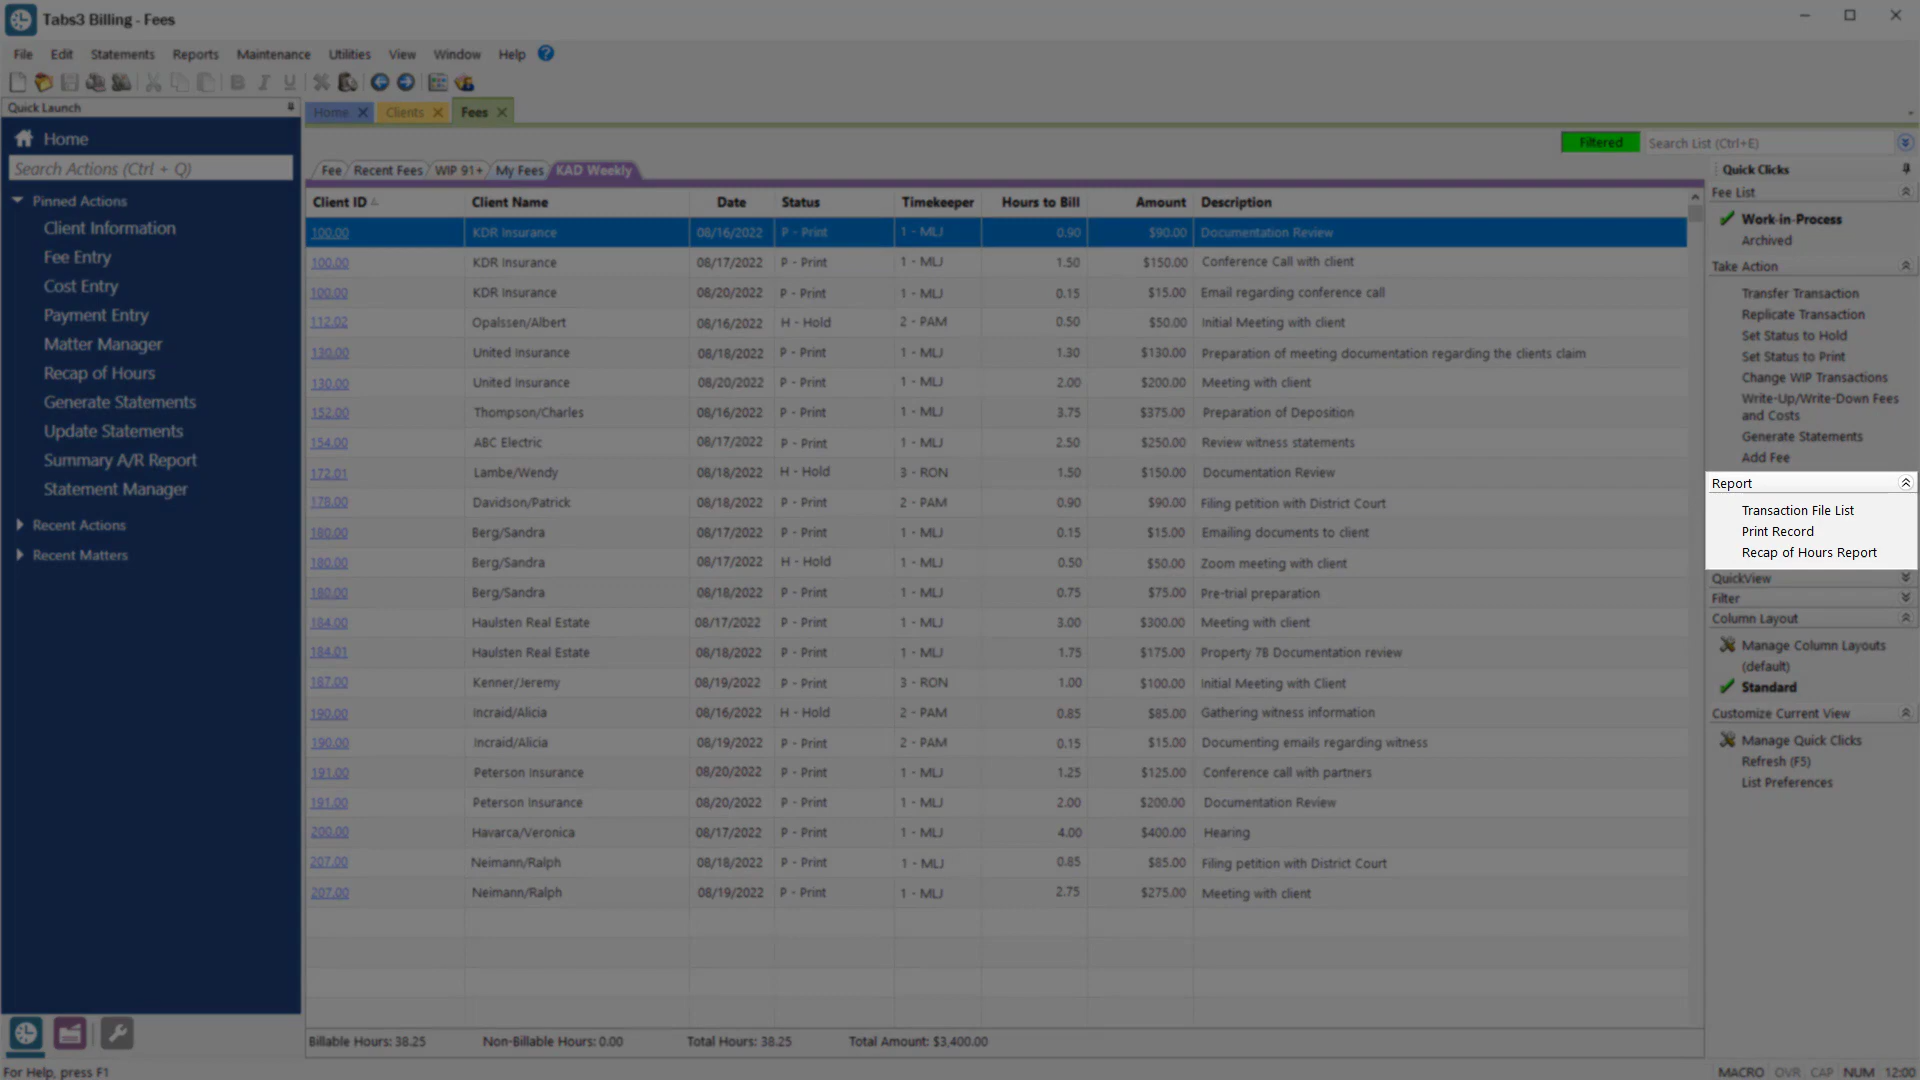 Tabs3 Billing - Fees
File Edit Statements Reports Maintenance Utilities View Window Help
Quick Launch
Home
Search Actions (Ctrl + Q)
Pinned Actions
Client Information
Fee Entry
Cost Entry
Payment Entry
Matter Manager
Recap of Hours
Generate Statements
Update Statements
Summary A/R Report
Statement Manager
Recent Actions
Recent Matters
Home Clients Fees
Filtered Search List (Ctrl+E)
Fee Recent Fees WIP 91+ My Fees KAD Weekly
Client ID Client Name Date Status Timekeeper Hours to Bill Amount Description
100.00 KDR Insurance 08/16/2022 P - Print 1 - MLJ 0.90 $90.00 Documentation Review
100.00 KDR Insurance 08/17/2022 P - Print 1 - MLJ 1.50 $150.00 Conference Call with client
100.00 KDR Insurance 08/20/2022 P - Print 1 - MLJ 0.15 $15.00 Email regarding conference call
112.02 Opalssen/Albert 08/16/2022 H - Hold 2 - PAM 0.50 $50.00 Initial Meeting with client
130.00 United Insurance 08/18/2022 P - Print 1 - MLJ 1.30 $130.00 Preparation of meeting documentation regarding the clients claim
130.00 United Insurance 08/20/2022 P - Print 1 - MLJ 2.00 $200.00 Meeting with client
152.00 Thompson/Charles 08/16/2022 P - Print 1 - MLJ 3.75 $375.00 Preparation of Deposition
154.00 ABC Electric 08/17/2022 P - Print 1 - MLJ 2.50 $250.00 Review witness statements
172.01 Lambe/Wendy 08/18/2022 H - Hold 3 - RON 1.50 $150.00 Documentation Review
178.00 Davidson/Patrick 08/18/2022 P - Print 2 - PAM 0.90 $90.00 Filing petition with District Court
180.00 Berg/Sandra 08/17/2022 P - Print 1 - MLJ 0.15 $15.00 Emailing documents to client
180.00 Berg/Sandra 08/17/2022 H - Hold 1 - MLJ 0.50 $50.00 Zoom meeting with client
180.00 Berg/Sandra 08/18/2022 P - Print 1 - MLJ 0.75 $75.00 Pre-trial preparation
184.00 Haulsten Real Estate 08/17/2022 P - Print 1 - MLJ 3.00 $300.00 Meeting with client
184.01 Haulsten Real Estate 08/18/2022 P - Print 1 - MLJ 1.75 $175.00 Property 7B Documentation review
187.00 Kenner/Jeremy 08/19/2022 P - Print 3 - RON 1.00 $100.00 Initial Meeting with Client
190.00 Incraid/Alicia 08/16/2022 H - Hold 2 - PAM 0.85 $85.00 Gathering witness information
190.00 Incraid/Alicia 08/19/2022 P - Print 2 - PAM 0.15 $15.00 Documenting emails regarding witness
191.00 Peterson Insurance 08/20/2022 P - Print 1 - MLJ 1.25 $125.00 Conference call with partners
191.00 Peterson Insurance 08/20/2022 P - Print 1 - MLJ 2.00 $200.00 Documentation Review
200.00 Havarca/Veronica 08/17/2022 P - Print 1 - MLJ 4.00 $400.00 Hearing
207.00 Neimann/Ralph 08/18/2022 P - Print 1 - MLJ 0.85 $85.00 Filing petition with District Court
207.00 Neimann/Ralph 08/19/2022 P - Print 1 - MLJ 2.75 $275.00 Meeting with client
Billable Hours: 38.25 Non-Billable Hours: 0.00 Total Hours: 38.25 Total Amount: $3,400.00
Quick Clicks
Fee List
Work-in-Process
Archived
Take Action
Transfer Transaction
Replicate Transaction
Set Status to Hold
Set Status to Print
Change WIP Transactions
Write-Up/Write-Down Fees
and Costs
Generate Statements
Add Fee
Report
Transaction File List
Print Record
Recap of Hours Report
QuickView
Filter
Column Layout
Manage Column Layouts
(default)
Standard
Customize Current View
Manage Quick Clicks
Refresh (F5)
List Preferences
For Help, press F1
MACRO OVR CAP NUM 12:00